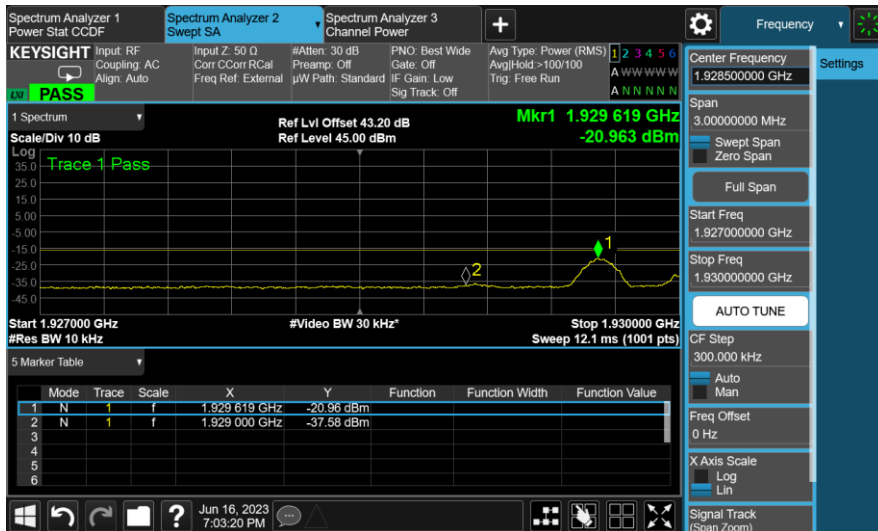 Spectrum Analyzer 1
Power Stat CCDF
Spectrum Analyzer 2
Swept SA
Spectrum Analyzer 3
Channel Power
Frequency
KEYSIGHT
Input: RF
Coupling: AC
Align: Auto
Input Z: 50 Ω
Corr CCorr RCal
Freq Ref: External
#Atten: 30 dB
Preamp: Off
µW Path: Standard
PNO: Best Wide
Gate: Off
IF Gain: Low
Sig Track: Off
Avg Type: Power (RMS)
Avg|Hold:>100/100
Trig: Free Run
1 2 3 4 5 6
A W W W W W
A N N N N N
LXI
PASS
1 Spectrum
Scale/Div 10 dB
Ref Lvl Offset 43.20 dB
Ref Level 45.00 dBm
Mkr1 1.929 619 GHz
-20.963 dBm
Log
Trace 1 Pass
35.0
25.0
15.0
5.00
-5.00
-15.0
-25.0
-35.0
-45.0
1
2
Start 1.927000 GHz
#Res BW 10 kHz
#Video BW 30 kHz*
Stop 1.930000 GHz
Sweep 12.1 ms (1001 pts)
5 Marker Table
Mode Trace Scale X Y Function Function Width Function Value
1 N 1 f 1.929 619 GHz -20.96 dBm
2 N 1 f 1.929 000 GHz -37.58 dBm
3
4
5
6
?
Jun 16, 2023
7:03:20 PM
Center Frequency
1.928500000 GHz
Settings
Span
3.00000000 MHz
Swept Span
Zero Span
Full Span
Start Freq
1.927000000 GHz
Stop Freq
1.930000000 GHz
AUTO TUNE
CF Step
300.000 kHz
Auto
Man
Freq Offset
0 Hz
X Axis Scale
Log
Lin
Signal Track
(Span Zoom)